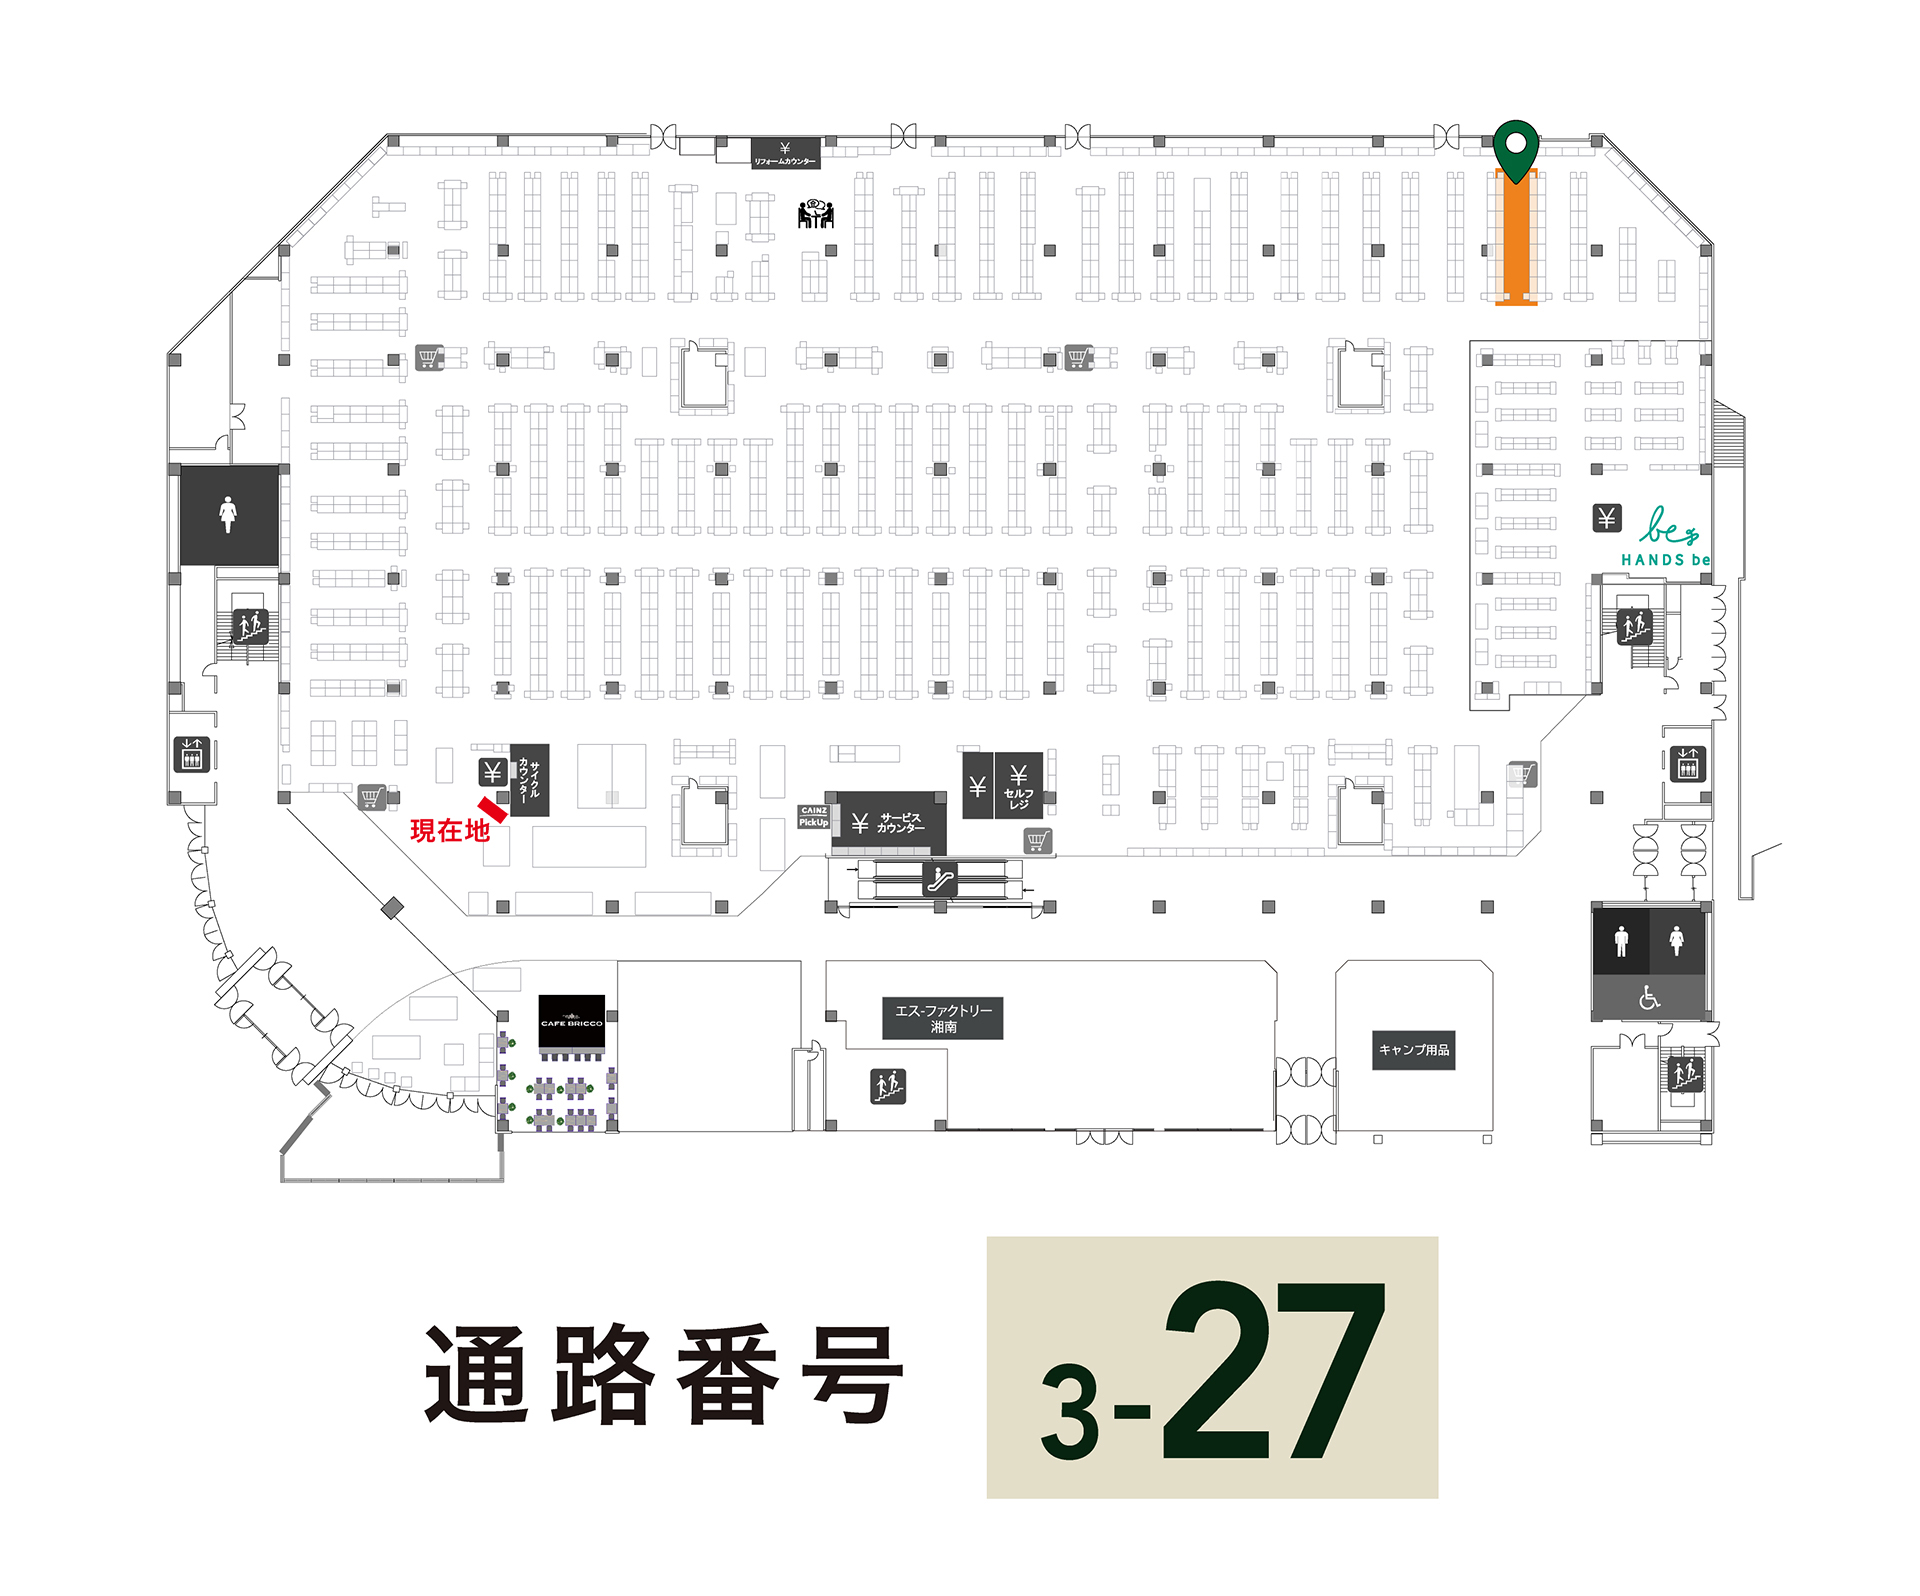 ¥
リフォームカウンター
¥
be
HANDS be
¥
サイクル
カウンター
現在地
CAINZ
PickUp
¥
サービス
カウンター
¥
¥
セルフ
レジ
CAFE BRICCO
エス-ファクトリー
湘南
キャンプ用品
通路番号
3-27